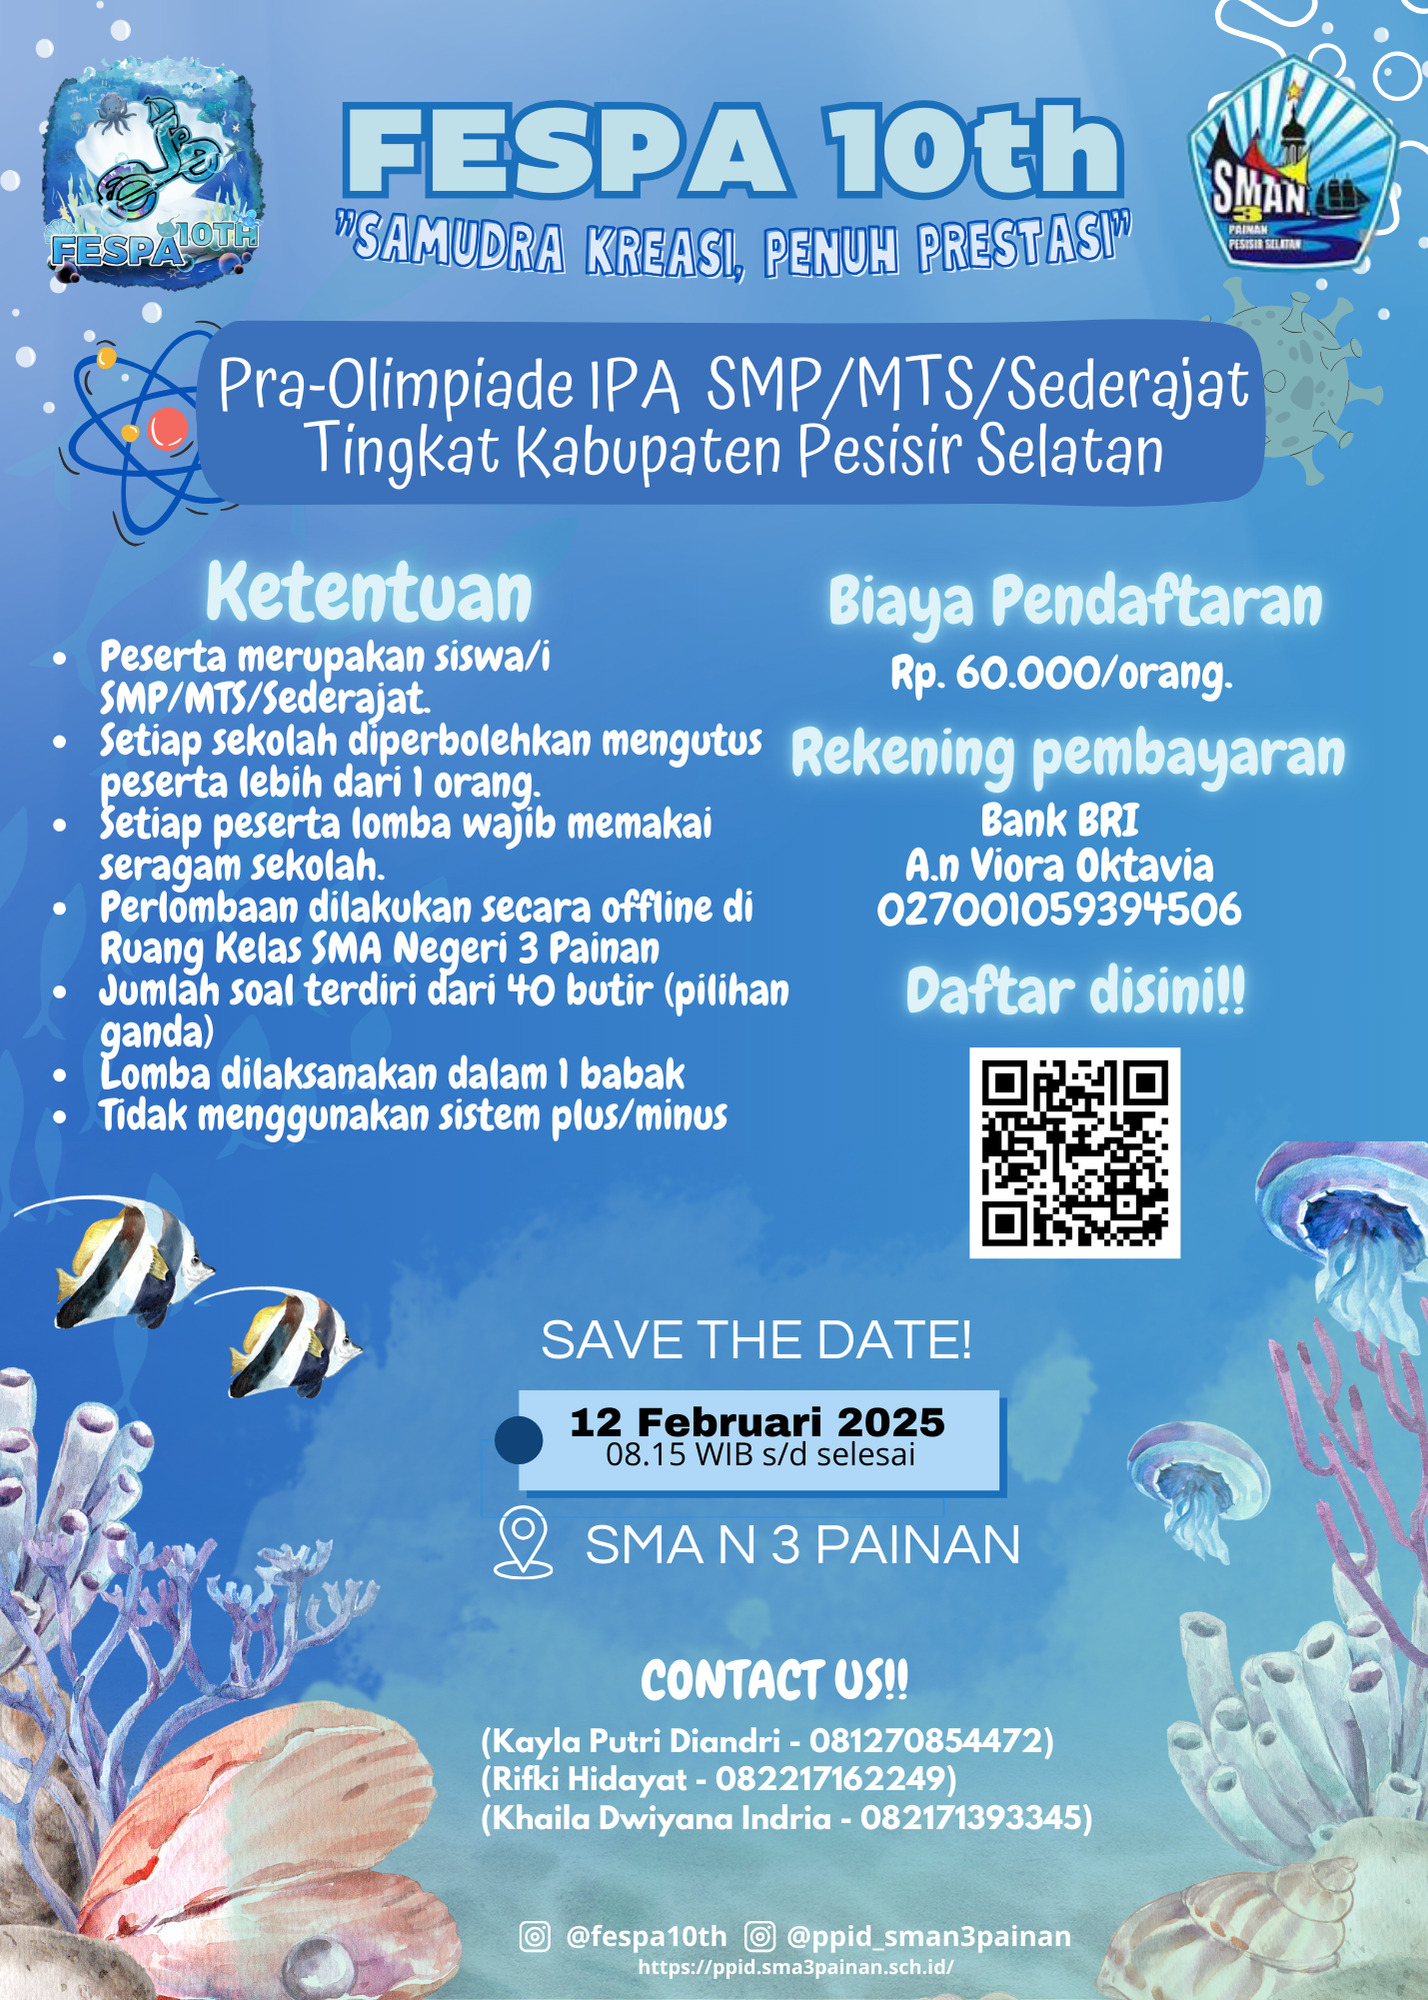 FESPA 10TH
FESPA 10th
"SAMUDRA KREASI, PENUH PRESTASI"
SMAN
3
PAINAN
PESISIR SELATAN
Pra-Olimpiade IPA SMP/MTS/Sederajat
Tingkat Kabupaten Pesisir Selatan
Ketentuan
• Peserta merupakan siswa/i
SMP/MTS/Sederajat.
• Setiap sekolah diperbolehkan mengutus
peserta lebih dari 1 orang.
• Setiap peserta lomba wajib memakai
seragam sekolah.
• Perlombaan dilakukan secara offline di
Ruang Kelas SMA Negeri 3 Painan
• Jumlah soal terdiri dari 40 butir (pilihan
ganda)
• Lomba dilaksanakan dalam 1 babak
• Tidak menggunakan sistem plus/minus
Biaya Pendaftaran
Rp. 60.000/orang.
Rekening pembayaran
Bank BRI
A.n Viora Oktavia
027001059394506
Daftar disini!!
SAVE THE DATE!
12 Februari 2025
08.15 WIB s/d selesai
SMA N 3 PAINAN
CONTACT US!!
(Kayla Putri Diandri - 081270854472)
(Rifki Hidayat - 082217162249)
(Khaila Dwiyana Indria - 082171393345)
@fespa10th @ppid_sman3painan
https://ppid.sma3painan.sch.id/